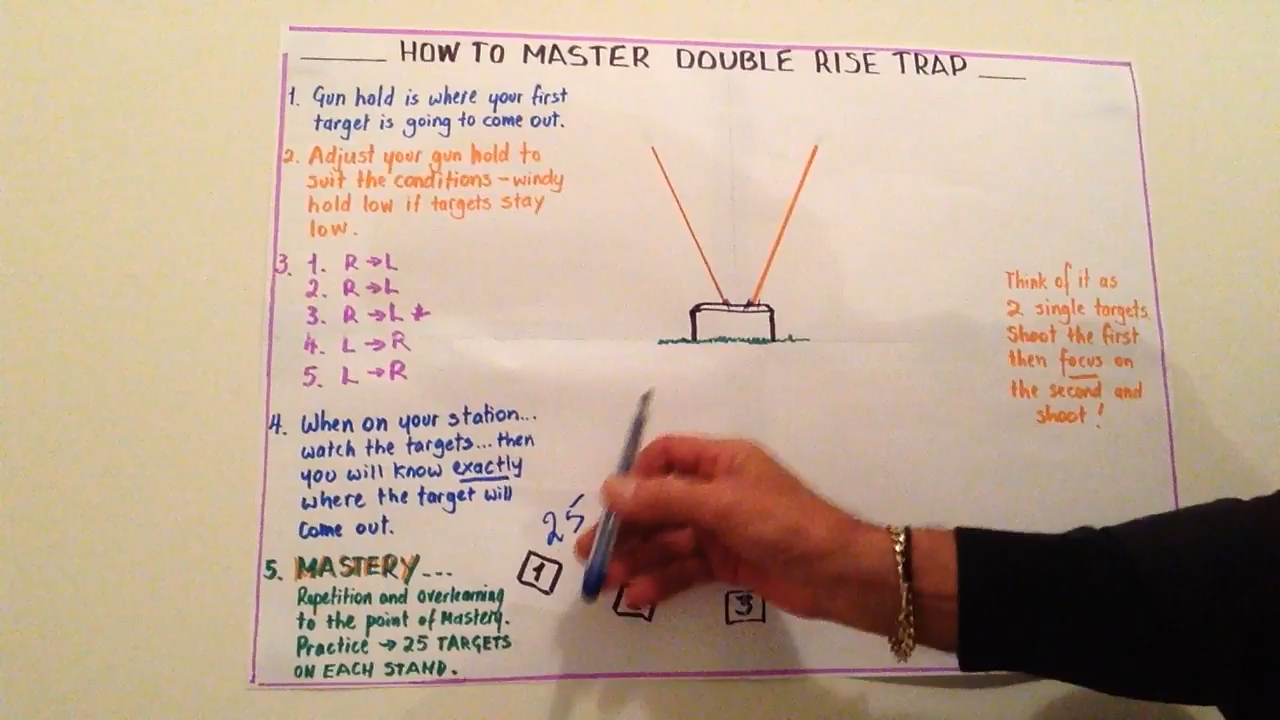 HOW TO MASTER DOUBLE RISE TRAP
1. Gun hold is where your first
target is going to come out.
2. Adjust your gun hold to
suit the conditions - windy
hold low if targets stay
low.
3. 1. R → L
2. R → L
3. R → L *
4. L → R
5. L → R
4. When on your station...
watch the targets... then
you will know exactly
where the target will
come out.
5. MASTERY...
Repetition and overlearning
to the point of Mastery.
Practice → 25 TARGETS
ON EACH STAND.
Think of it as
2 single targets.
Shoot the first
then focus on
the second and
shoot!
25
1
3